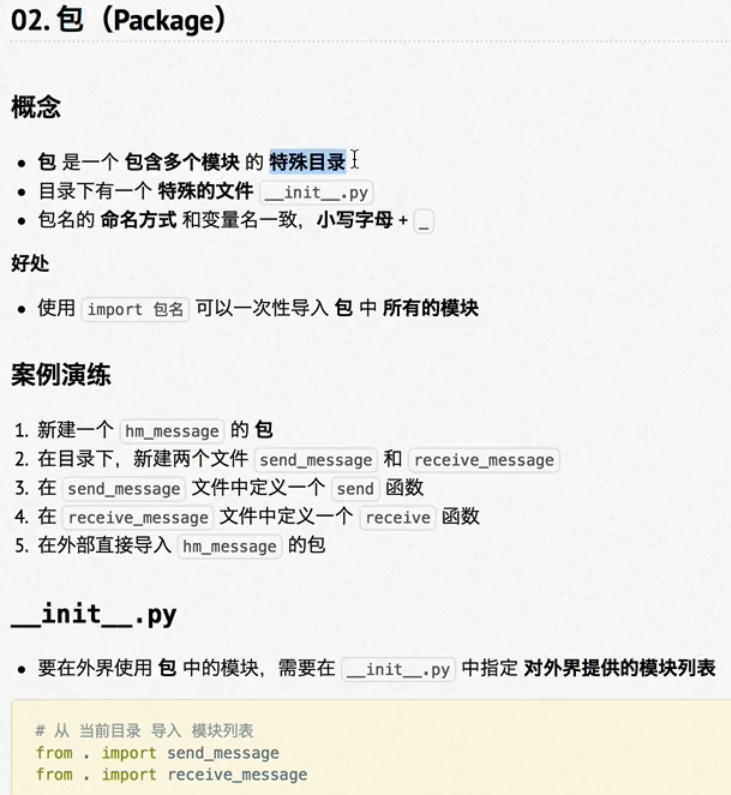 02. 包（Package）
概念
• 包 是一个 包含多个模块 的 特殊目录
• 目录下有一个 特殊的文件 __init__.py
• 包名的 命名方式 和变量名一致，小写字母 + _
好处
• 使用 import 包名 可以一次性导入 包 中 所有的模块
案例演练
1. 新建一个 hm_message 的 包
2. 在目录下，新建两个文件 send_message 和 receive_message
3. 在 send_message 文件中定义一个 send 函数
4. 在 receive_message 文件中定义一个 receive 函数
5. 在外部直接导入 hm_message 的包
__init__.py
• 要在外界使用 包 中的模块，需要在 __init__.py 中指定 对外界提供的模块列表
# 从 当前目录 导入 模块列表
from . import send_message
from . import receive_message